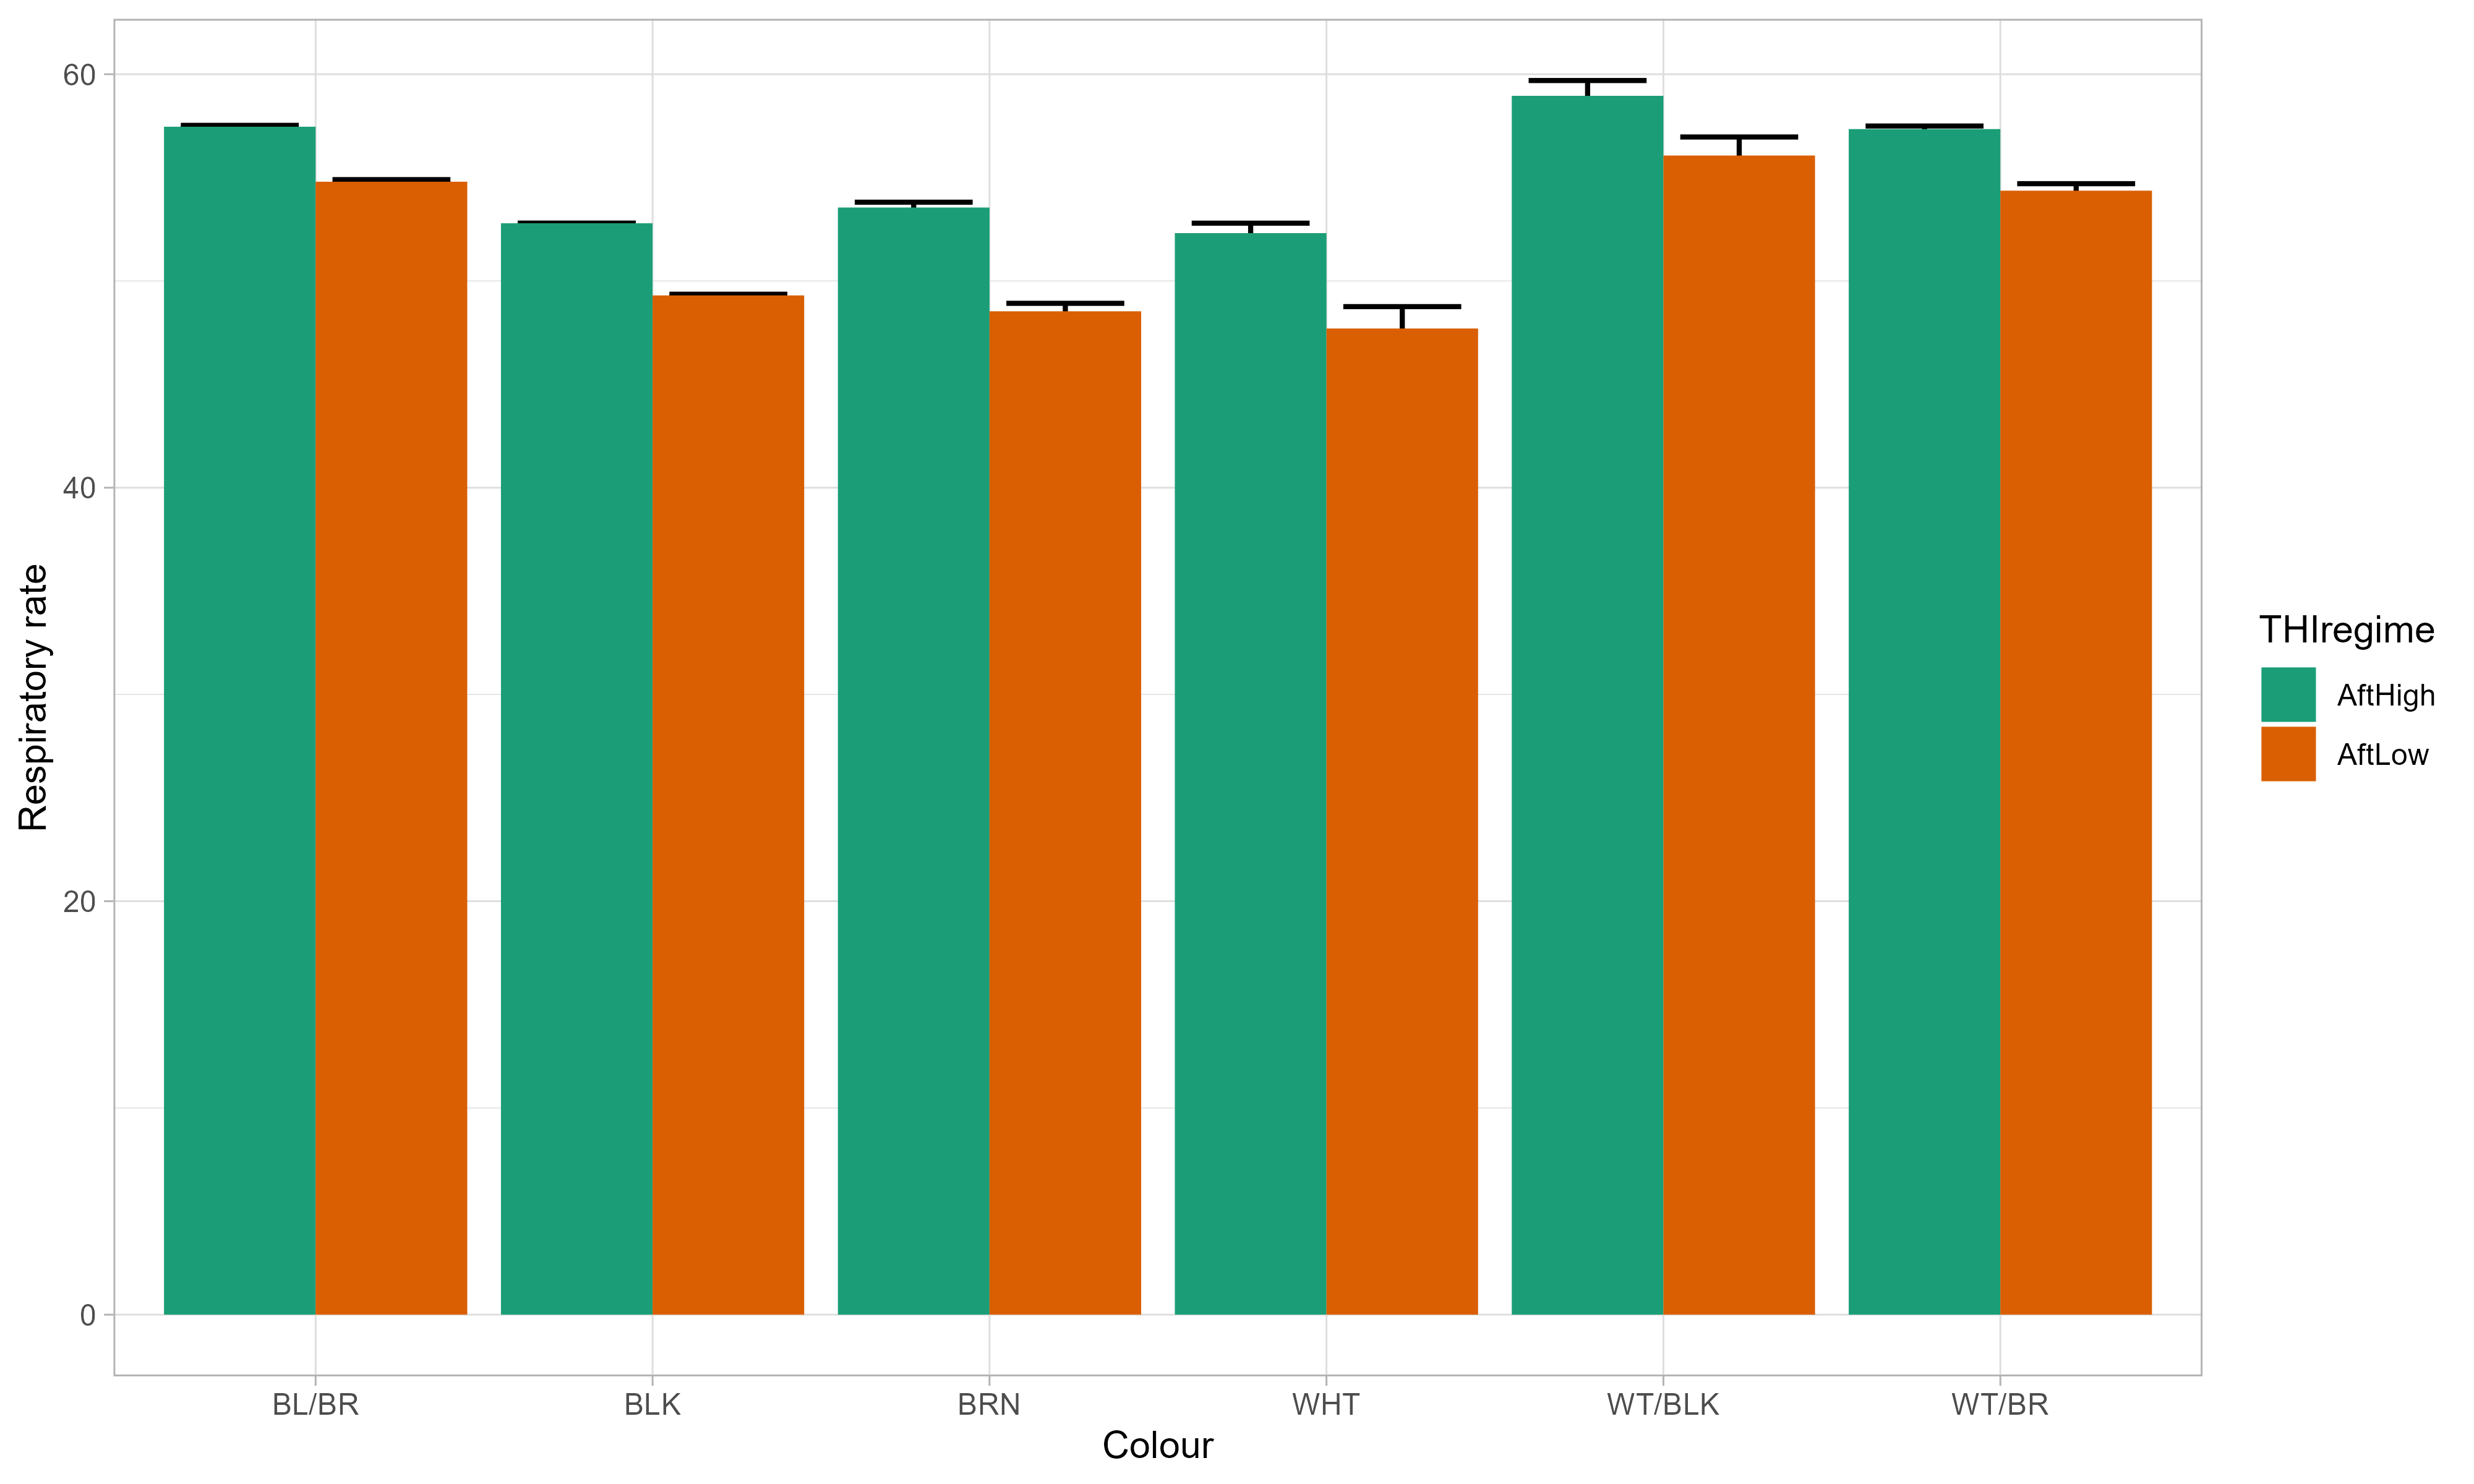 60
40
20
0
Respiratory rate
BL/BR
BLK
BRN
WHT
WT/BLK
WT/BR
Colour
THIregime
AftHigh
AftLow